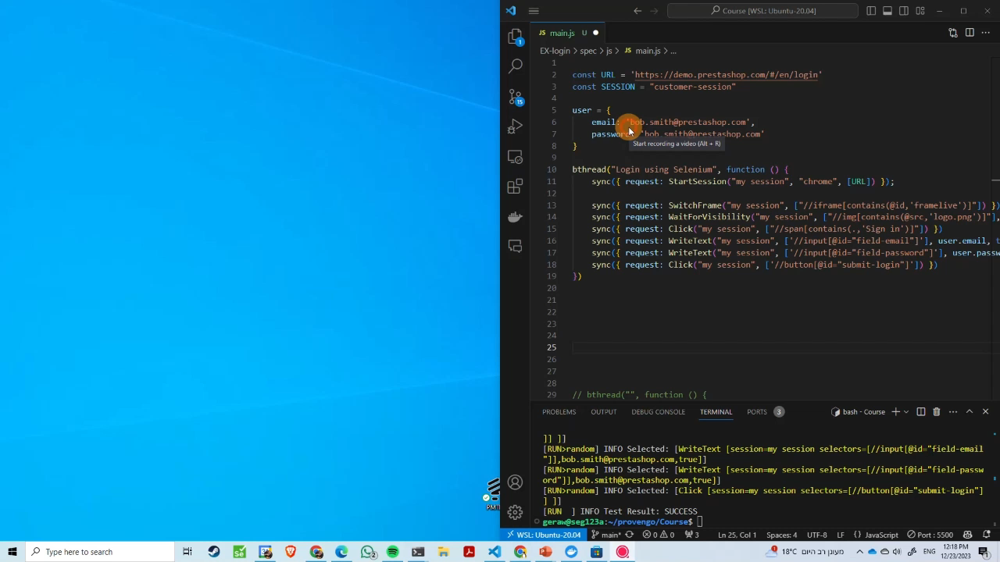 Course [WSL: Ubuntu-20.04]
JS main.js U
EX-login > spec > js > JS main.js > ...
1
2 const URL = 'https://demo.prestashop.com/#/en/login'
3 const SESSION = "customer-session"
4
5 user = {
6 email: 'bob.smith@prestashop.com',
7 password: 'bob.smith@prestashop.com'
Start recording a video (Alt + R)
8 }
9
10 bthread("Login using Selenium", function () {
11 sync({ request: StartSession("my session", "chrome", [URL]) });
12
13 sync({ request: SwitchFrame("my session", ["//iframe[contains(@id,'framelive')]"]) })
14 sync({ request: WaitForVisibility("my session", ["//img[contains(@src,'logo.png')]"],
15 sync({ request: Click("my session", ["//span[contains(.,'Sign in')]"]) })
16 sync({ request: WriteText("my session", ['//input[@id="field-email"]'], user.email, t
17 sync({ request: WriteText("my session", ['//input[@id="field-password"]'], user.passw
18 sync({ request: Click("my session", ['//button[@id="submit-login"]']) })
19 })
20
21
22
23
24
25
26
27
28
29 // bthread("", function () {
1
15
PROBLEMS OUTPUT DEBUG CONSOLE TERMINAL PORTS 3 bash - Course
]] ]]
[RUN>random] INFO Selected: [WriteText [session=my session selectors=[//input[@id="field-email
"]],bob.smith@prestashop.com,true]]
[RUN>random] INFO Selected: [WriteText [session=my session selectors=[//input[@id="field-passw
ord"]],bob.smith@prestashop.com,true]]
[RUN>random] INFO Selected: [Click [session=my session selectors=[//button[@id="submit-login"]
] ]]
[RUN ] INFO Test Result: SUCCESS
geraw@seg123a:~/provengo/Course$
WSL: Ubuntu-20.04 main* 0 0 3 Ln 25, Col 1 Spaces: 4 UTF-8 LF JavaScript Port : 5500
Type here to search
2
18°C מעונן רב היום
12:18 PM
12/23/2023
1